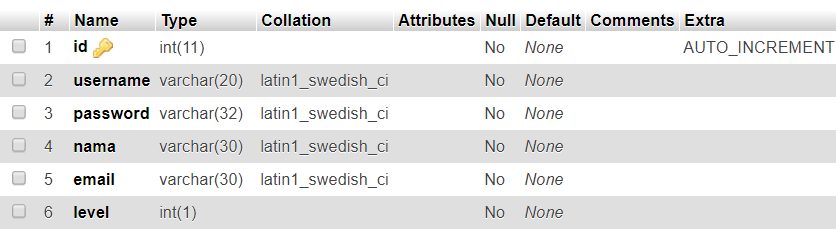 # Name Type Collation Attributes Null Default Comments Extra
1 id int(11) No None AUTO_INCREMENT
2 username varchar(20) latin1_swedish_ci No None
3 password varchar(32) latin1_swedish_ci No None
4 nama varchar(30) latin1_swedish_ci No None
5 email varchar(30) latin1_swedish_ci No None
6 level int(1) No None